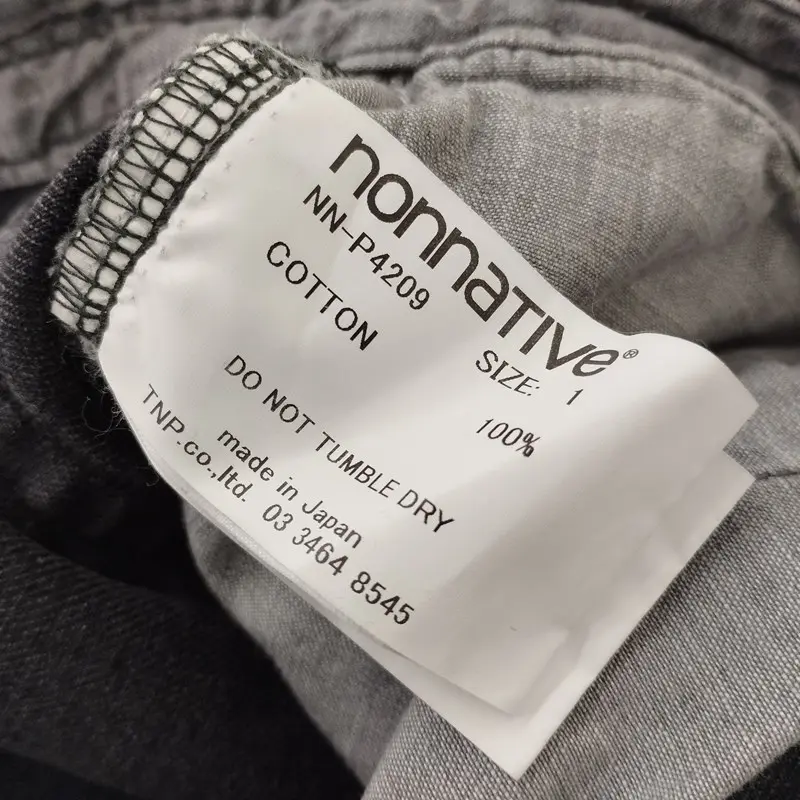 nonnative®
NN-P4209 SIZE: 1
COTTON 100%
DO NOT TUMBLE DRY
made in Japan
TNP.co.,ltd. 03 3464 8545